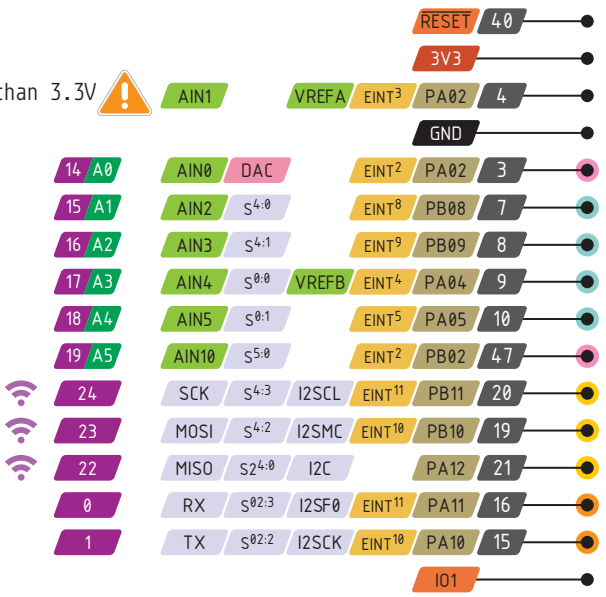 RESET 40
3V3
than 3.3V AIN1 VREFA EINT3 PA02 4
GND
14 A0 AIN0 DAC EINT2 PA02 3
15 A1 AIN2 S4:0 EINT8 PB08 7
16 A2 AIN3 S4:1 EINT9 PB09 8
17 A3 AIN4 S0:0 VREFB EINT4 PA04 9
18 A4 AIN5 S0:1 EINT5 PA05 10
19 A5 AIN10 S5:0 EINT2 PB02 47
24 SCK S4:3 I2SCL EINT11 PB11 20
23 MOSI S4:2 I2SMC EINT10 PB10 19
22 MISO S24:0 I2C PA12 21
0 RX S02:3 I2SF0 EINT11 PA11 16
1 TX S02:2 I2SCK EINT10 PA10 15
IO1